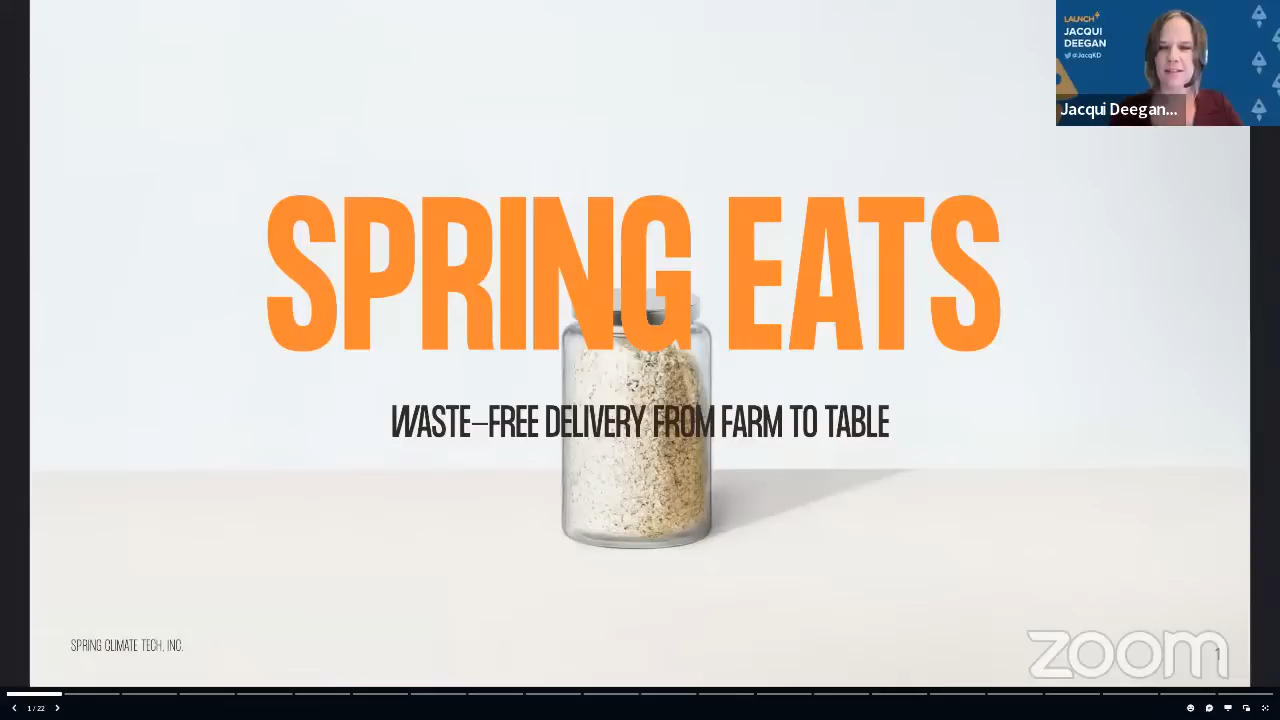 LAUNCH
JACQUI
DEEGAN
@JacqKD
Jacqui Deegan...
SPRING EATS
WASTE-FREE DELIVERY FROM FARM TO TABLE
SPRING CLIMATE TECH, INC.
zoom
1
1 / 22